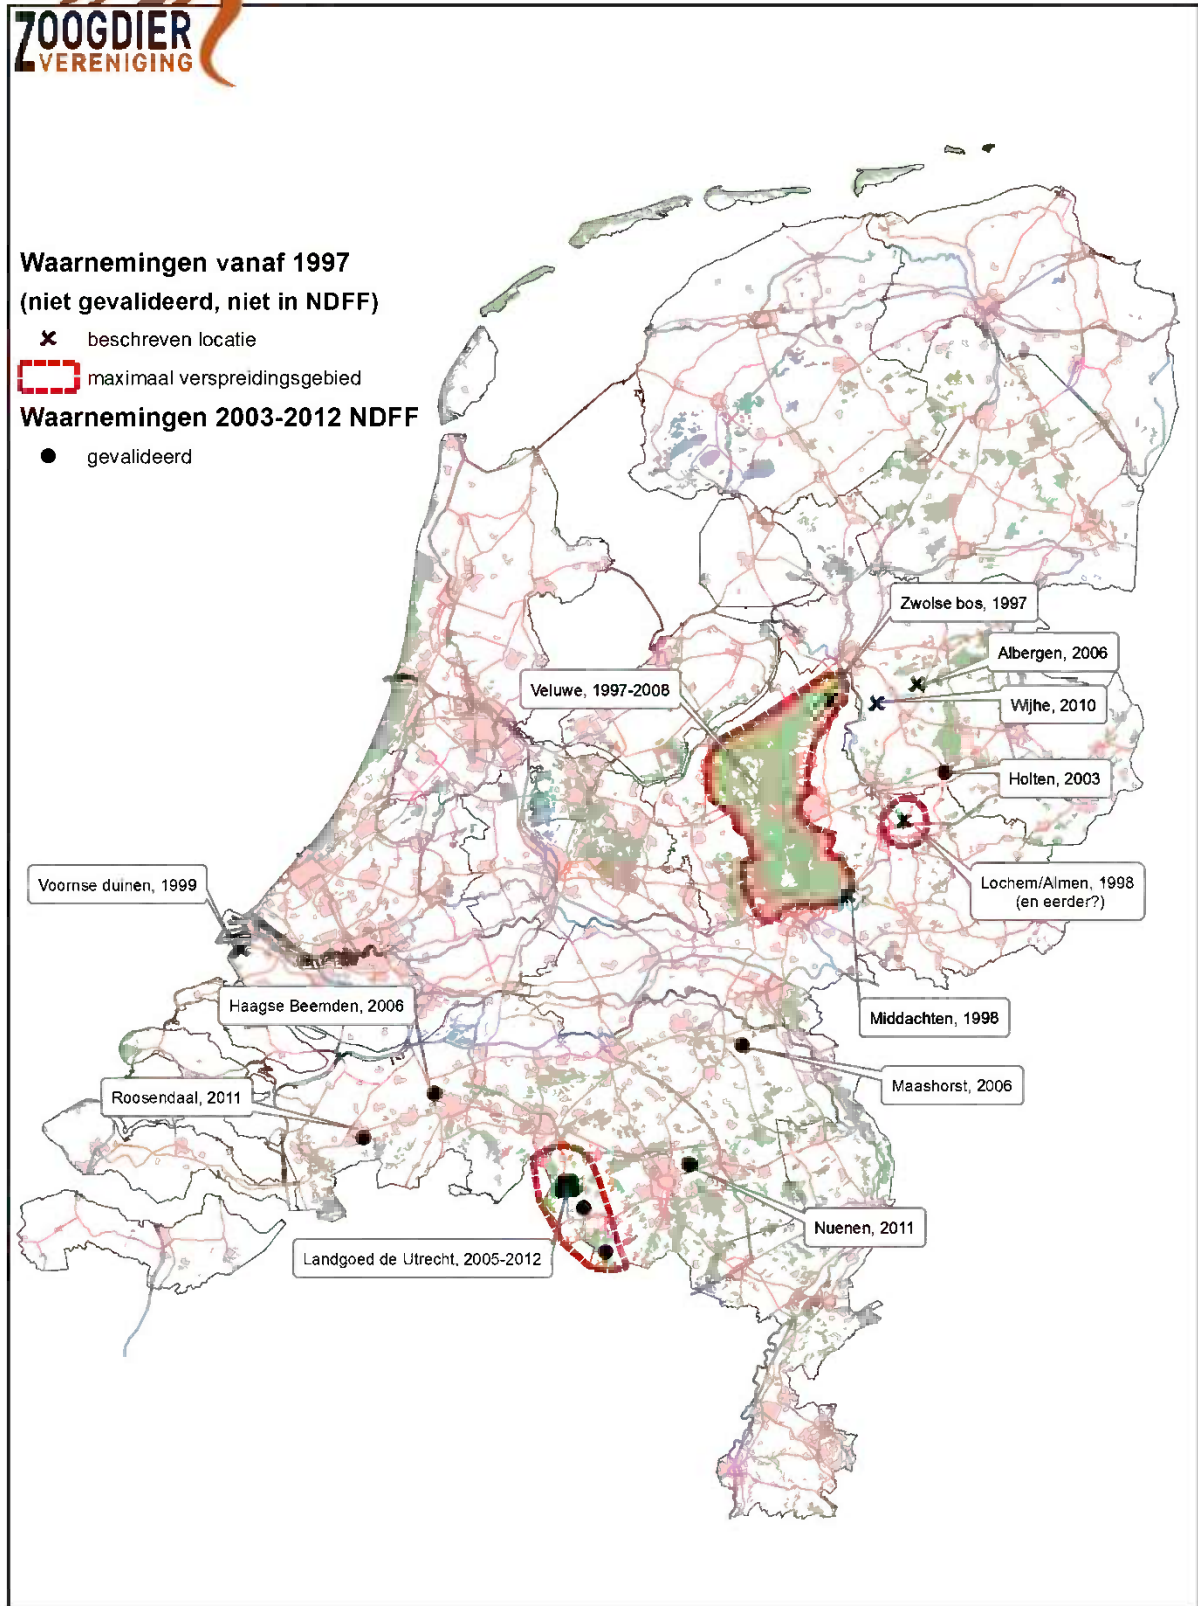 ZOOGDIER
VERENIGING
Waarnemingen vanaf 1997
(niet gevalideerd, niet in NDFF)
beschreven locatie
maximaal verspreidingsgebied
Waarnemingen 2003-2012 NDFF
gevalideerd
Zwolse bos, 1997
Albergen, 2006
Veluwe, 1997-2008
Wijhe, 2010
Holten, 2003
Voornse duinen, 1999
Lochem/Almen, 1998
(en eerder?)
Haagse Beemden, 2006
Middachten, 1998
Maashorst, 2006
Roosendaal, 2011
Nuenen, 2011
Landgoed de Utrecht, 2005-2012